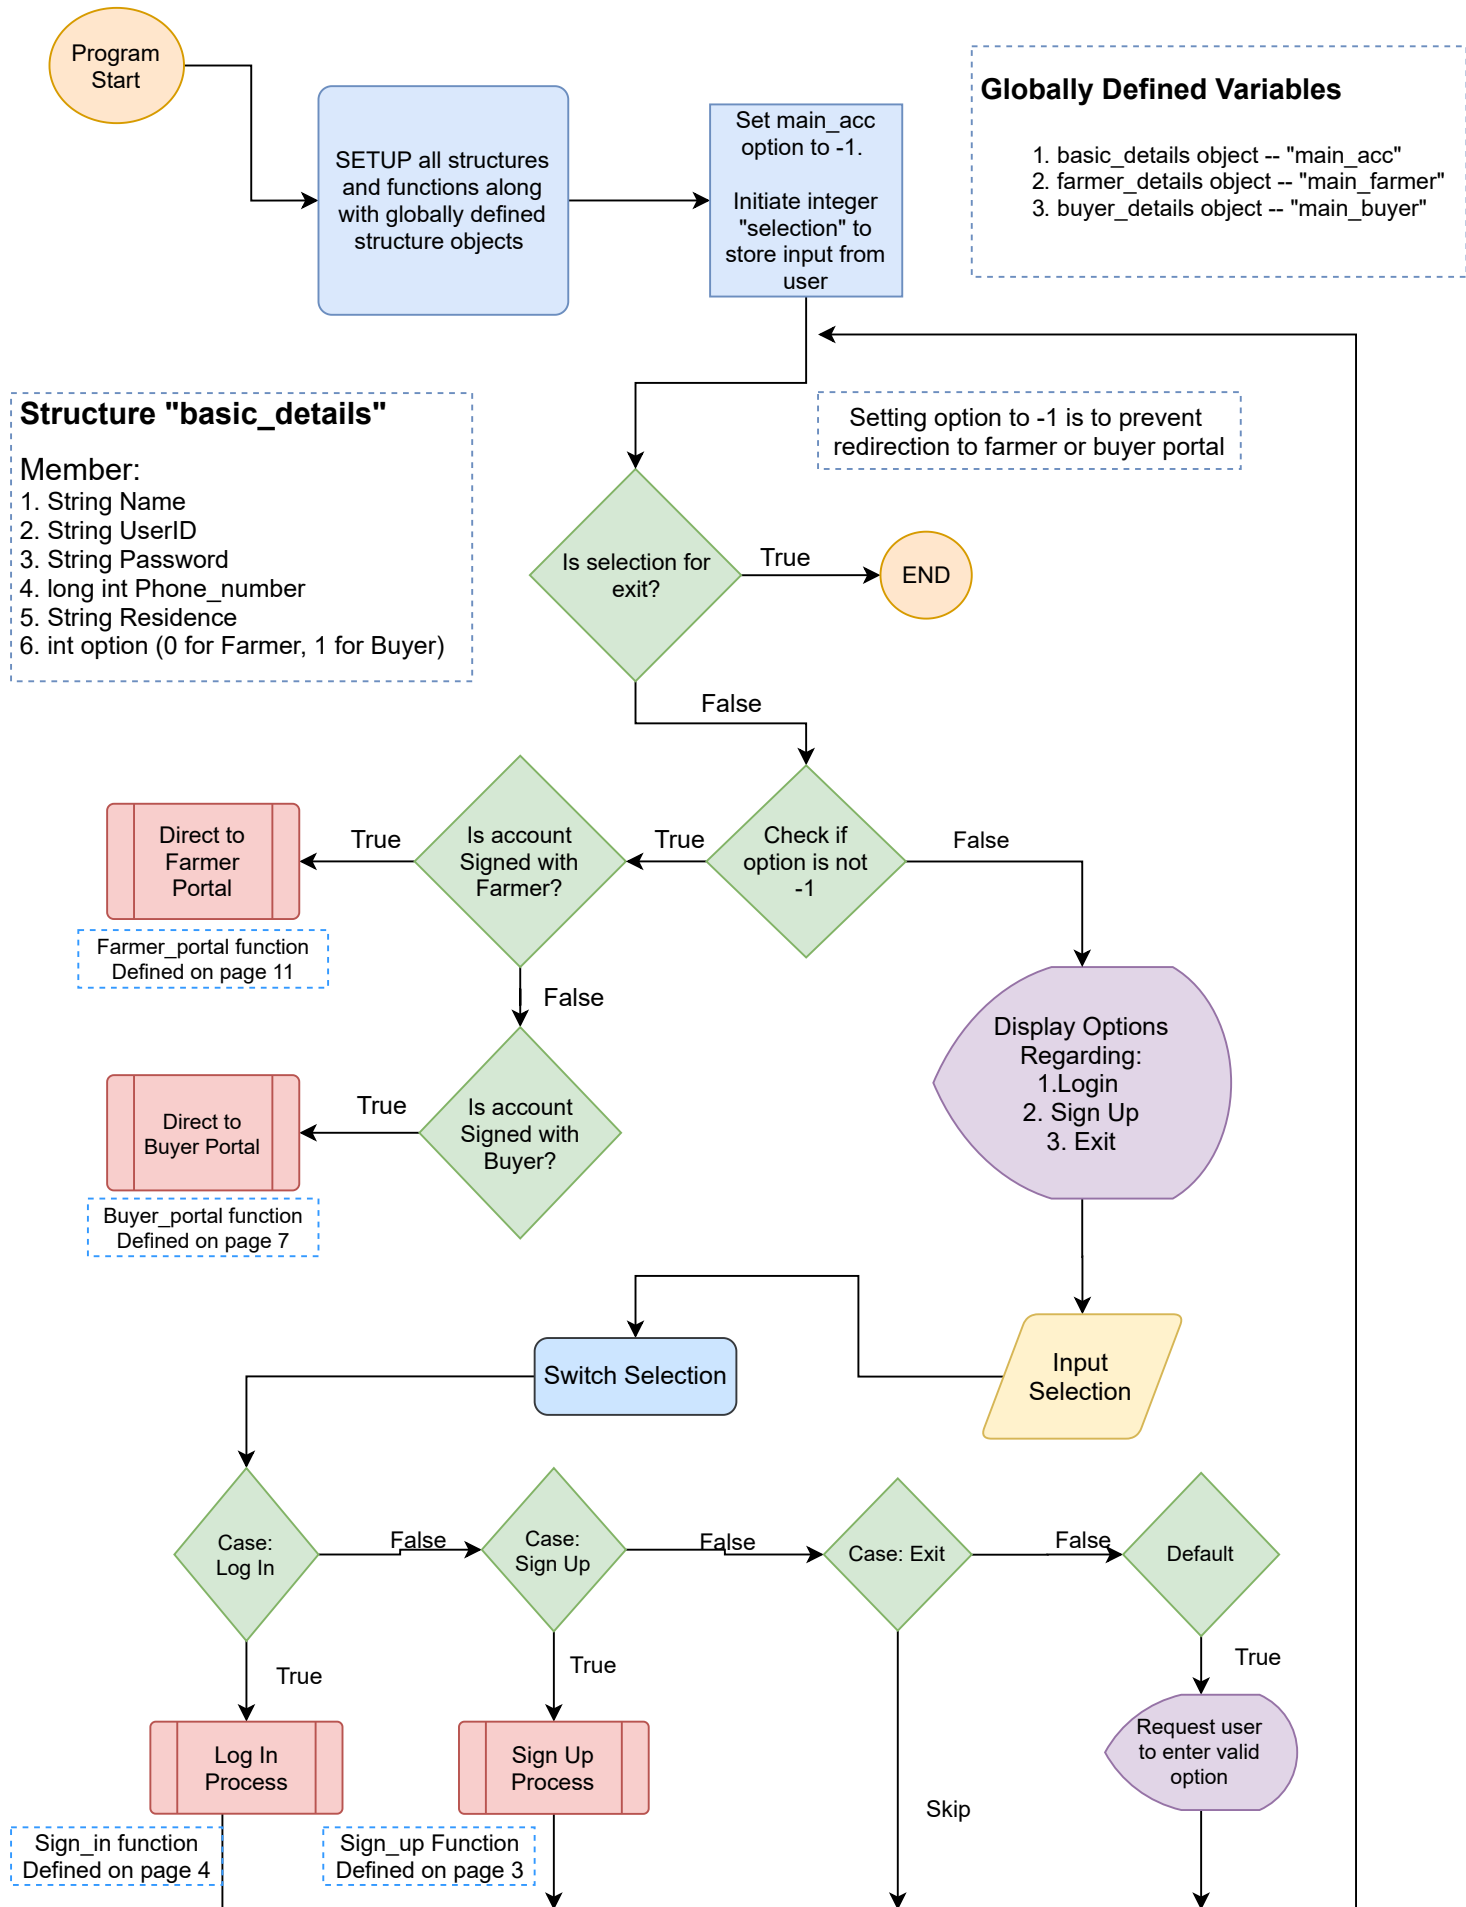 Program
Start
SETUP all structures
and functions along
with globally defined
structure objects
Set main_acc
option to -1.
Initiate integer
"selection" to
store input from
user
Globally Defined Variables
1. basic_details object -- "main_acc"
2. farmer_details object -- "main_farmer"
3. buyer_details object -- "main_buyer"
Structure "basic_details"
Member:
1. String Name
2. String UserID
3. String Password
4. long int Phone_number
5. String Residence
6. int option (0 for Farmer, 1 for Buyer)
Setting option to -1 is to prevent
redirection to farmer or buyer portal
Is selection for
exit?
True
END
False
Check if
option is not
-1
True
False
Is account
Signed with
Farmer?
True
Direct to
Farmer
Portal
Farmer_portal function
Defined on page 11
False
Is account
Signed with
Buyer?
True
Direct to
Buyer Portal
Buyer_portal function
Defined on page 7
Display Options
Regarding:
1.Login
2. Sign Up
3. Exit
Input
Selection
Switch Selection
Case:
Log In
False
Case:
Sign Up
False
Case: Exit
False
Default
True
True
True
Log In
Process
Sign Up
Process
Request user
to enter valid
option
Skip
Sign_in function
Defined on page 4
Sign_up Function
Defined on page 3